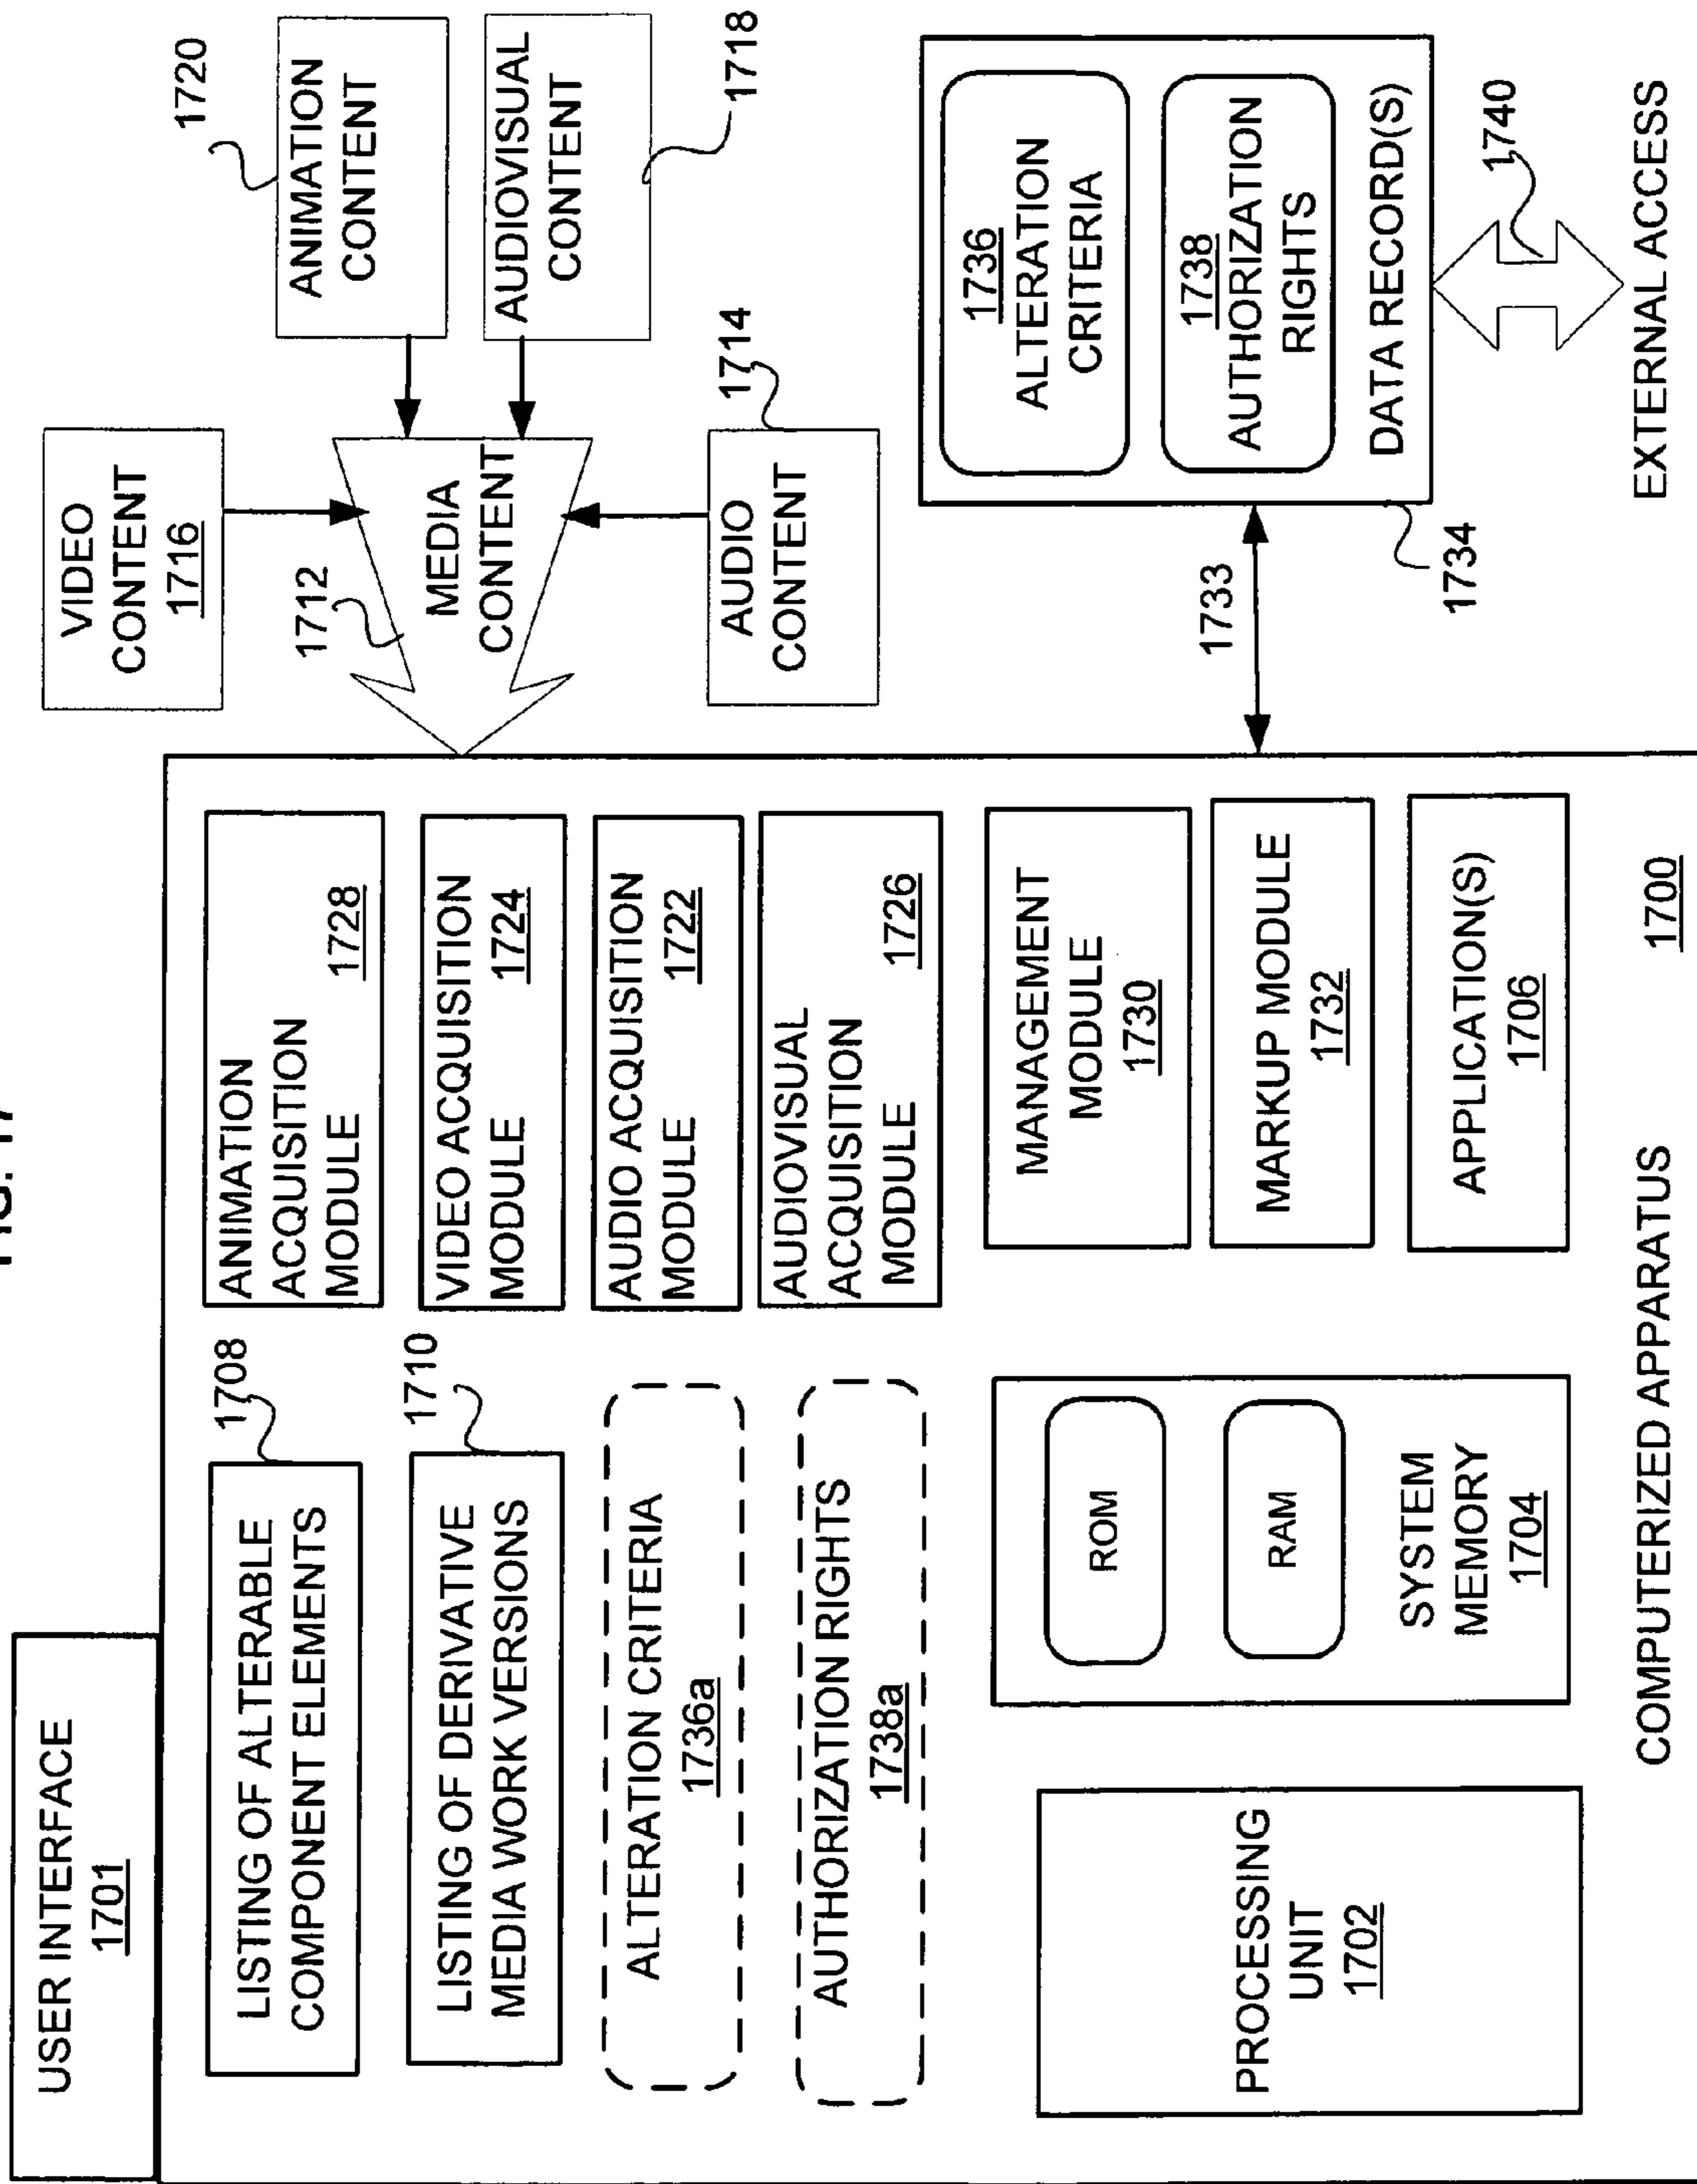 FIG. 17
USER INTERFACE
1701
LISTING OF ALTERABLE
COMPONENT ELEMENTS
1708
LISTING OF DERIVATIVE
MEDIA WORK VERSIONS
1710
ALTERATION CRITERIA
1736a
AUTHORIZATION RIGHTS
1738a
PROCESSING
UNIT
1702
ROM
RAM
SYSTEM
MEMORY
1704
ANIMATION
ACQUISITION
MODULE 1728
VIDEO ACQUISITION
MODULE 1724
AUDIO ACQUISITION
MODULE 1722
AUDIOVISUAL
ACQUISITION
MODULE 1726
MANAGEMENT
MODULE
1730
MARKUP MODULE
1732
APPLICATION(S)
1706
COMPUTERIZED APPARATUS 1700
VIDEO
CONTENT
1716
1712
MEDIA
CONTENT
AUDIO
CONTENT
1714
1720
ANIMATION
CONTENT
AUDIOVISUAL
CONTENT
1718
1733
1736
ALTERATION
CRITERIA
1738
AUTHORIZATION
RIGHTS
DATA RECORD(S)
1734
1740
EXTERNAL ACCESS